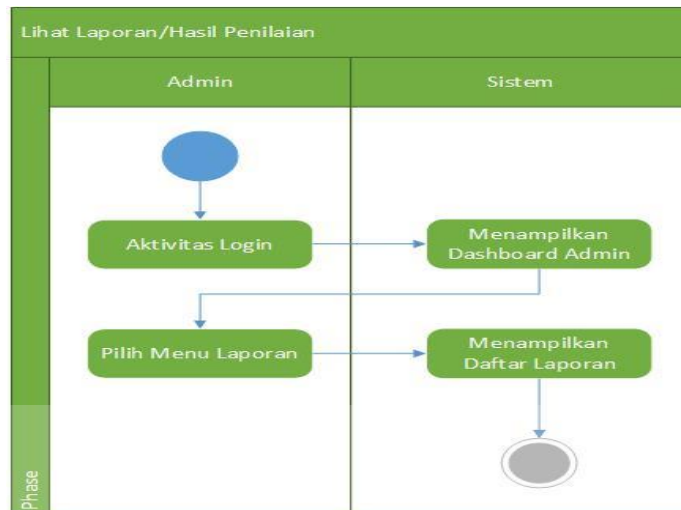 Lihat Laporan/Hasil Penilaian
Admin
Sistem
Aktivitas Login
Menampilkan
Dashboard Admin
Pilih Menu Laporan
Menampilkan
Daftar Laporan
Phase